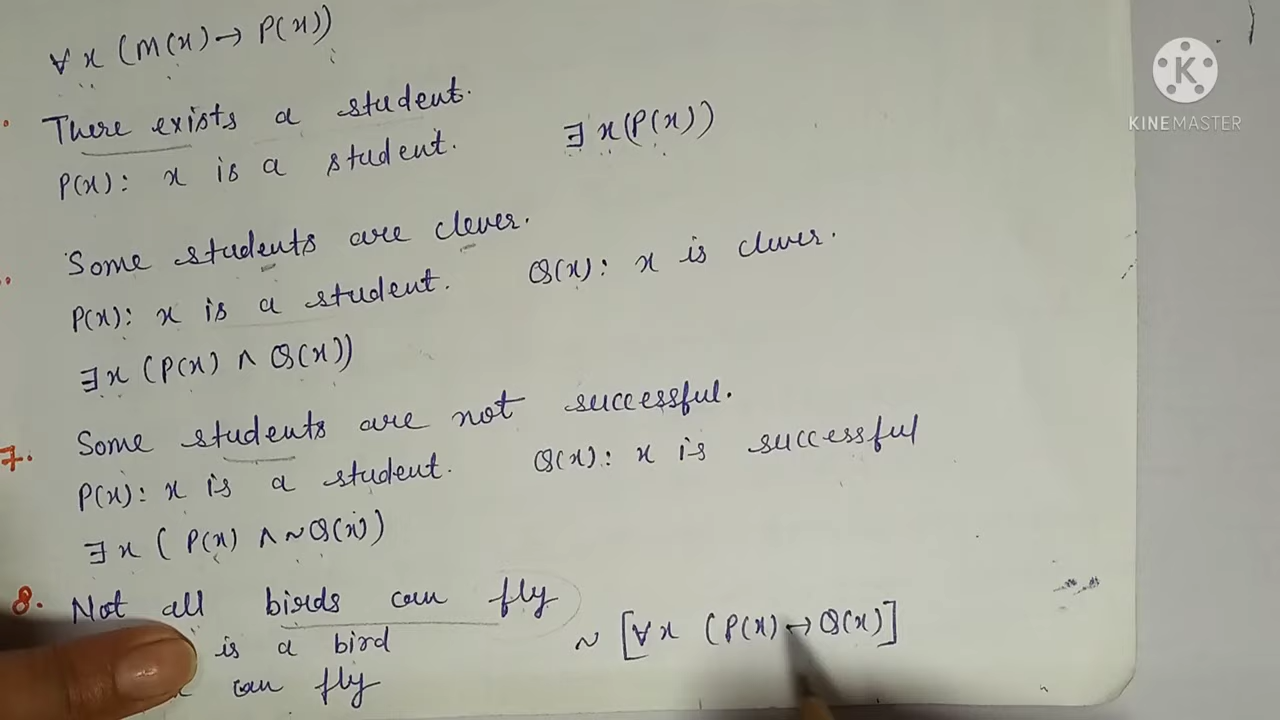 ∀x (M(x) → P(x))
There exists a student.
P(x): x is a student. ∃x(P(x))
Some students are clever.
P(x): x is a student. Q(x): x is clever.
∃x (P(x) ∧ Q(x))
7. Some students are not successful.
P(x): x is a student. Q(x): x is successful
∃x ( P(x) ∧ ~Q(x))
8. Not all birds can fly
is a bird ~ [∀x (P(x) → Q(x)]
x can fly
K
KINEMASTER